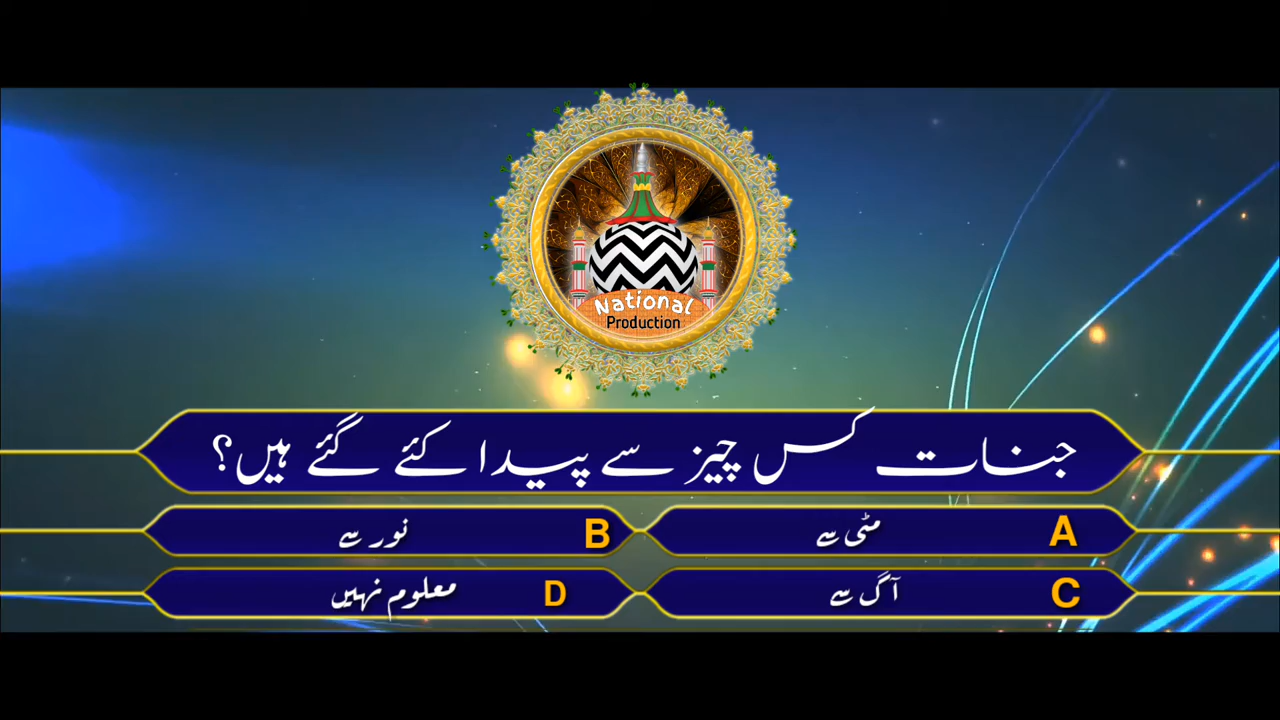 National
Production
جنات کس چیز سے پیدا کئے گئے ہیں؟
A مٹی سے
B نور سے
C آگ سے
D معلوم نہیں